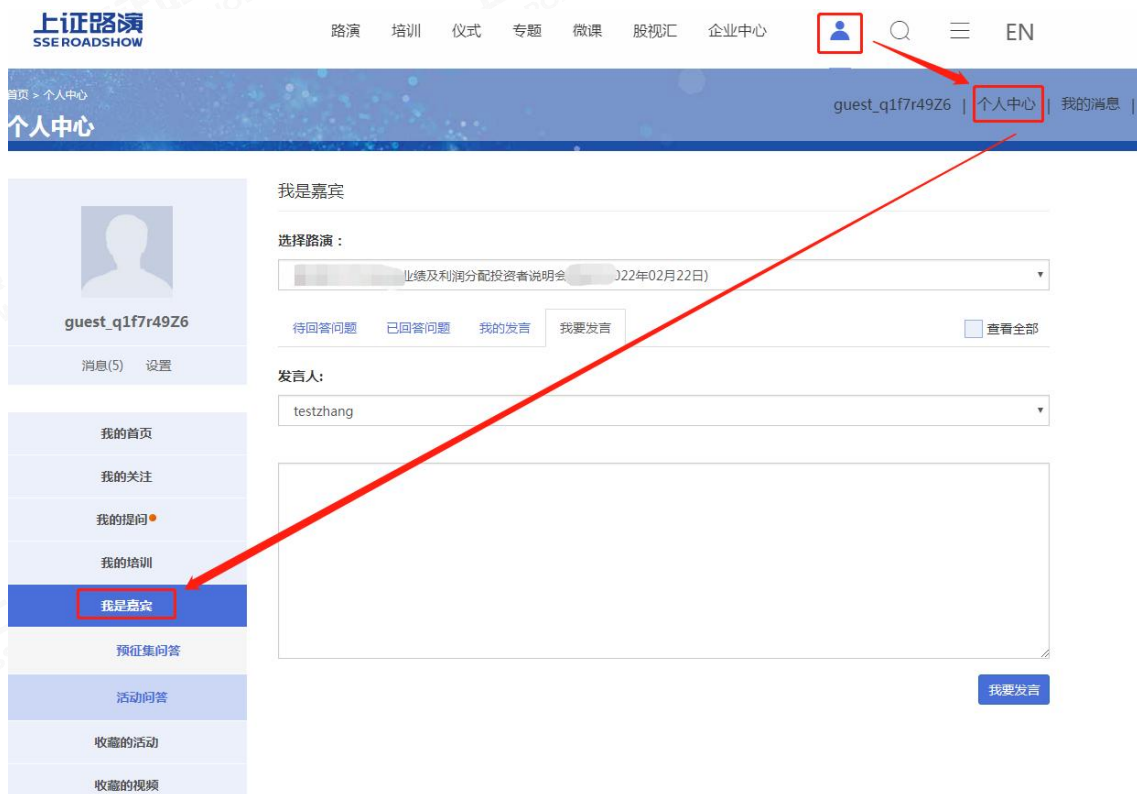 上证路演
SSE ROADSHOW
路演 培训 仪式 专题 微课 股视汇 企业中心 EN
首页 > 个人中心
guest_q1f7r49Z6 | 个人中心 | 我的消息 |
个人中心
我是嘉宾
选择路演：
业绩及利润分配投资者说明会 022年02月22日)
guest_q1f7r49Z6
待回答问题 已回答问题 我的发言 我要发言 查看全部
消息(5) 设置
发言人:
testzhang
我的首页
我的关注
我的提问
我的培训
我是嘉宾
预征集问答
活动问答
我要发言
收藏的活动
收藏的视频